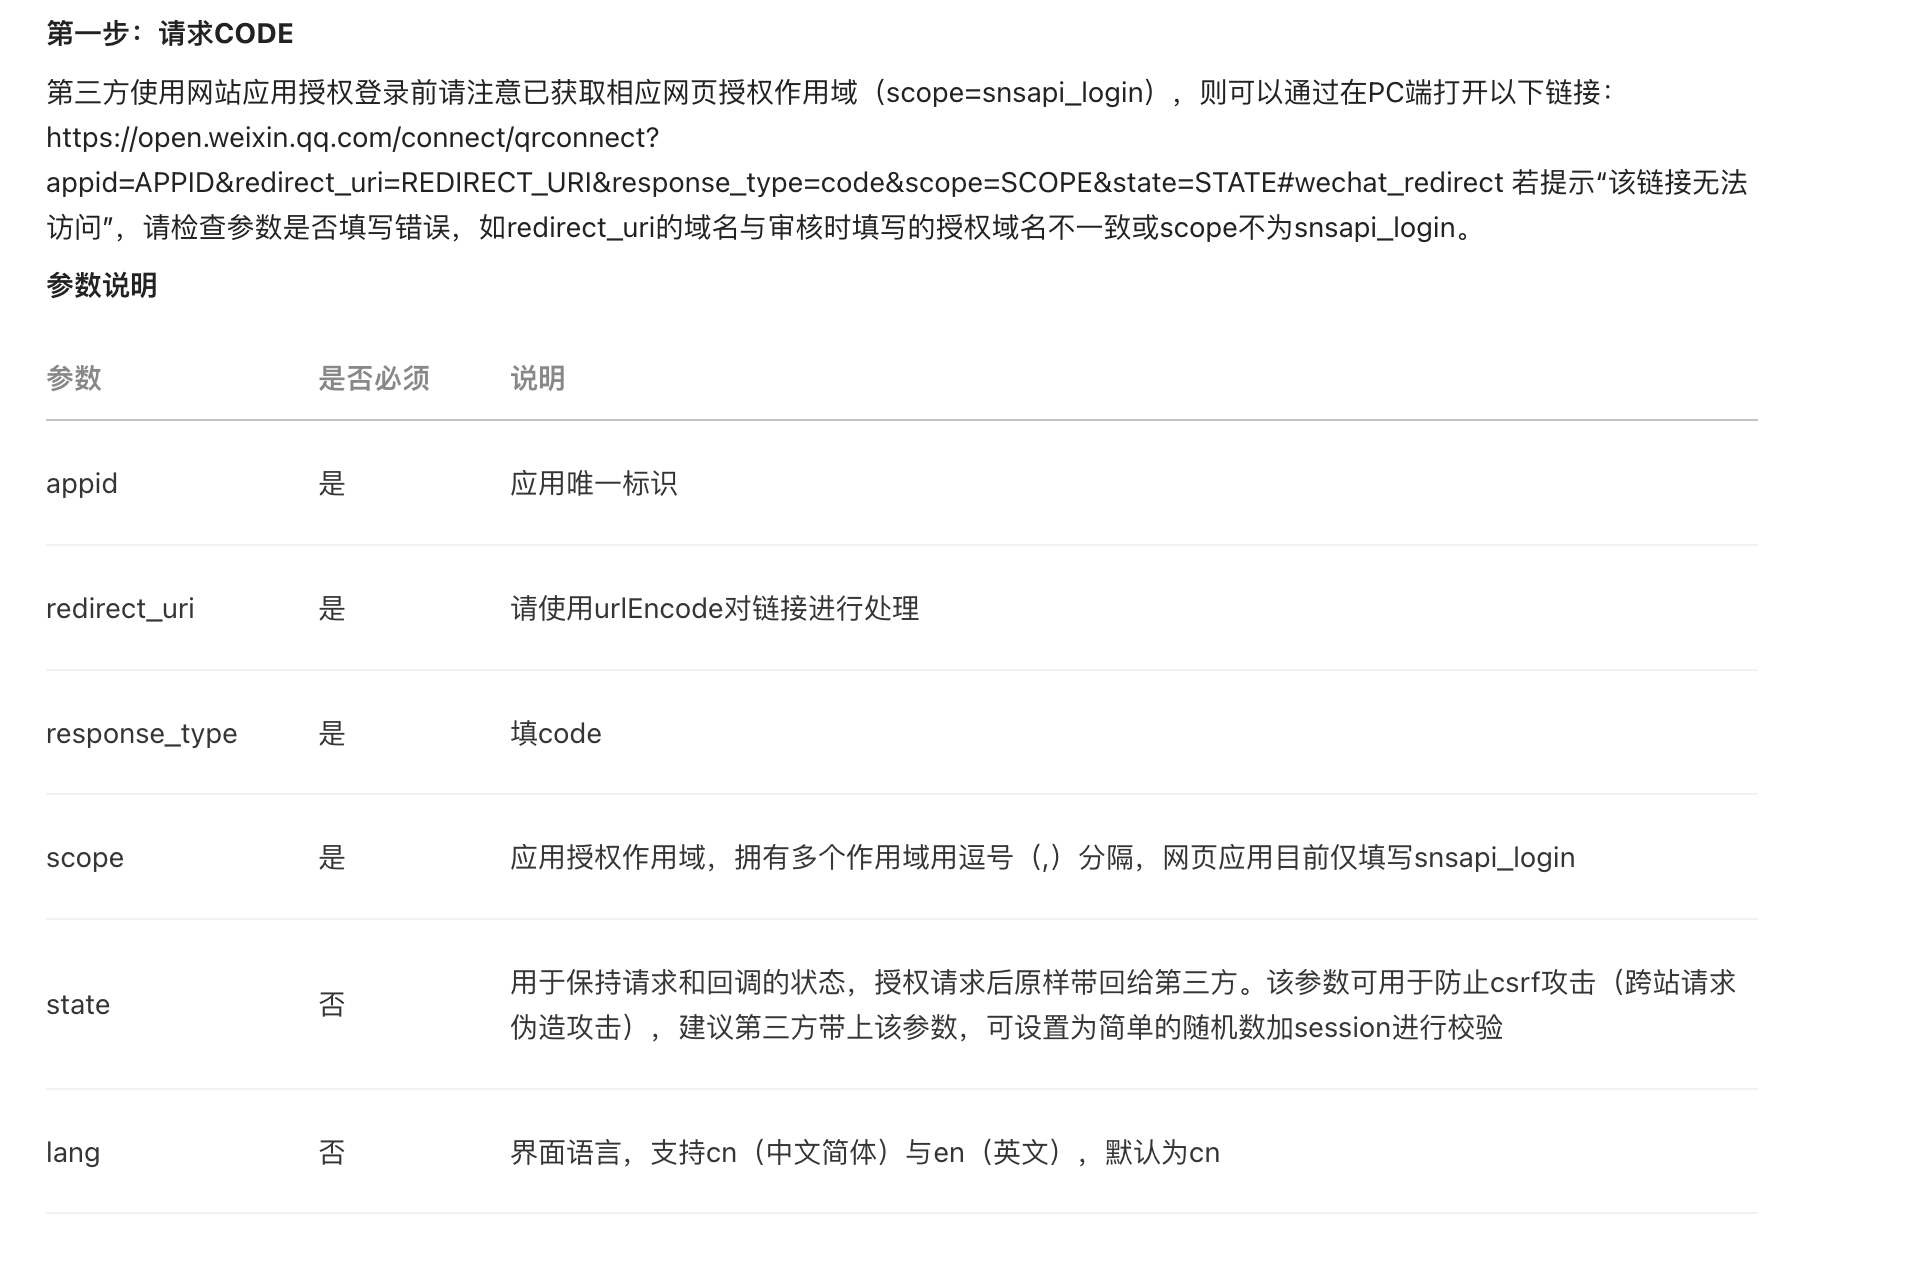 第一步：请求CODE
第三方使用网站应用授权登录前请注意已获取相应网页授权作用域（scope=snsapi_login），则可以通过在PC端打开以下链接：
https://open.weixin.qq.com/connect/qrconnect?
appid=APPID&redirect_uri=REDIRECT_URI&response_type=code&scope=SCOPE&state=STATE#wechat_redirect 若提示“该链接无法
访问”，请检查参数是否填写错误，如redirect_uri的域名与审核时填写的授权域名不一致或scope不为snsapi_login。
参数说明
参数 是否必须 说明
appid 是 应用唯一标识
redirect_uri 是 请使用urlEncode对链接进行处理
response_type 是 填code
scope 是 应用授权作用域，拥有多个作用域用逗号（,）分隔，网页应用目前仅填写snsapi_login
state 否 用于保持请求和回调的状态，授权请求后原样带回给第三方。该参数可用于防止csrf攻击（跨站请求
伪造攻击），建议第三方带上该参数，可设置为简单的随机数加session进行校验
lang 否 界面语言，支持cn（中文简体）与en（英文），默认为cn